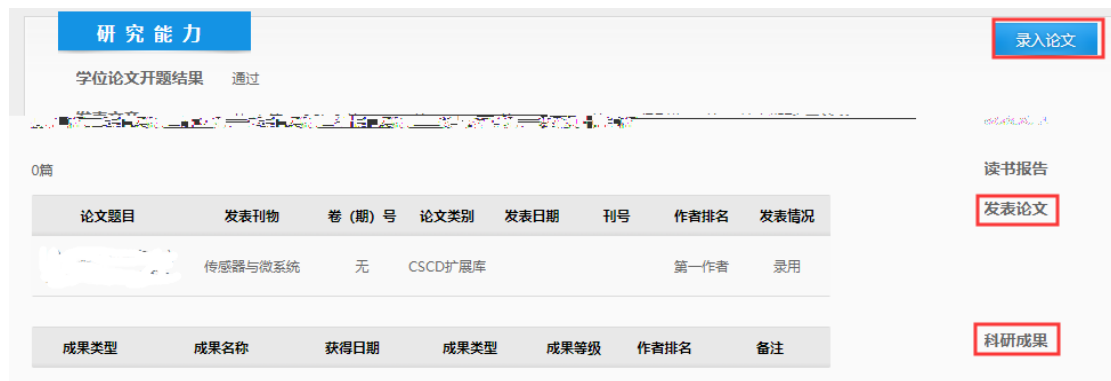 研究能力
录入论文
学位论文开题结果 通过
0篇
读书报告
论文题目 发表刊物 卷（期）号 论文类别 发表日期 刊号 作者排名 发表情况
发表论文
传感器与微系统 无 CSCD扩展库 第一作者 录用
成果类型 成果名称 获得日期 成果类型 成果等级 作者排名 备注
科研成果